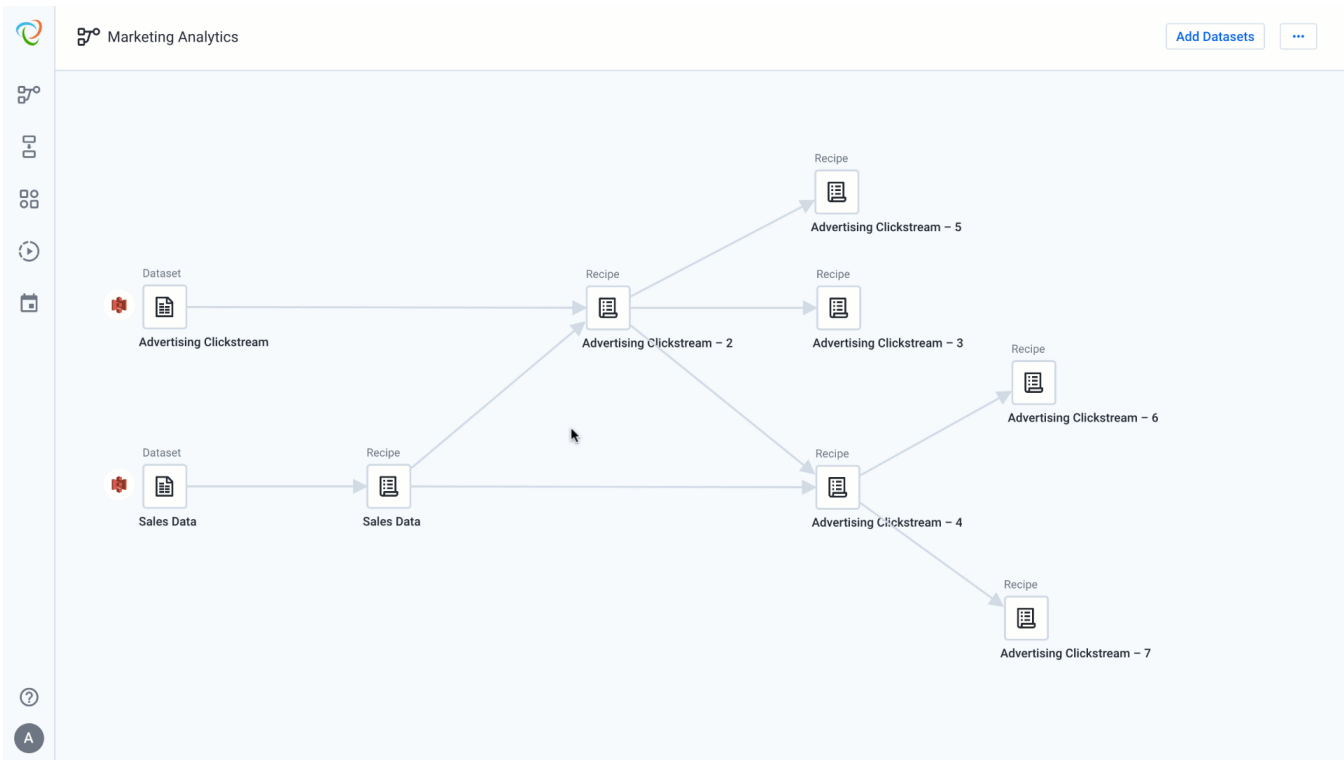 Marketing Analytics
Add Datasets
...
Recipe
Advertising Clickstream – 5
Dataset
Advertising Clickstream
Recipe
Advertising Clickstream – 2
Recipe
Advertising Clickstream – 3
Recipe
Advertising Clickstream – 6
Dataset
Sales Data
Recipe
Sales Data
Recipe
Advertising Clickstream – 4
Recipe
Advertising Clickstream – 7
?
A